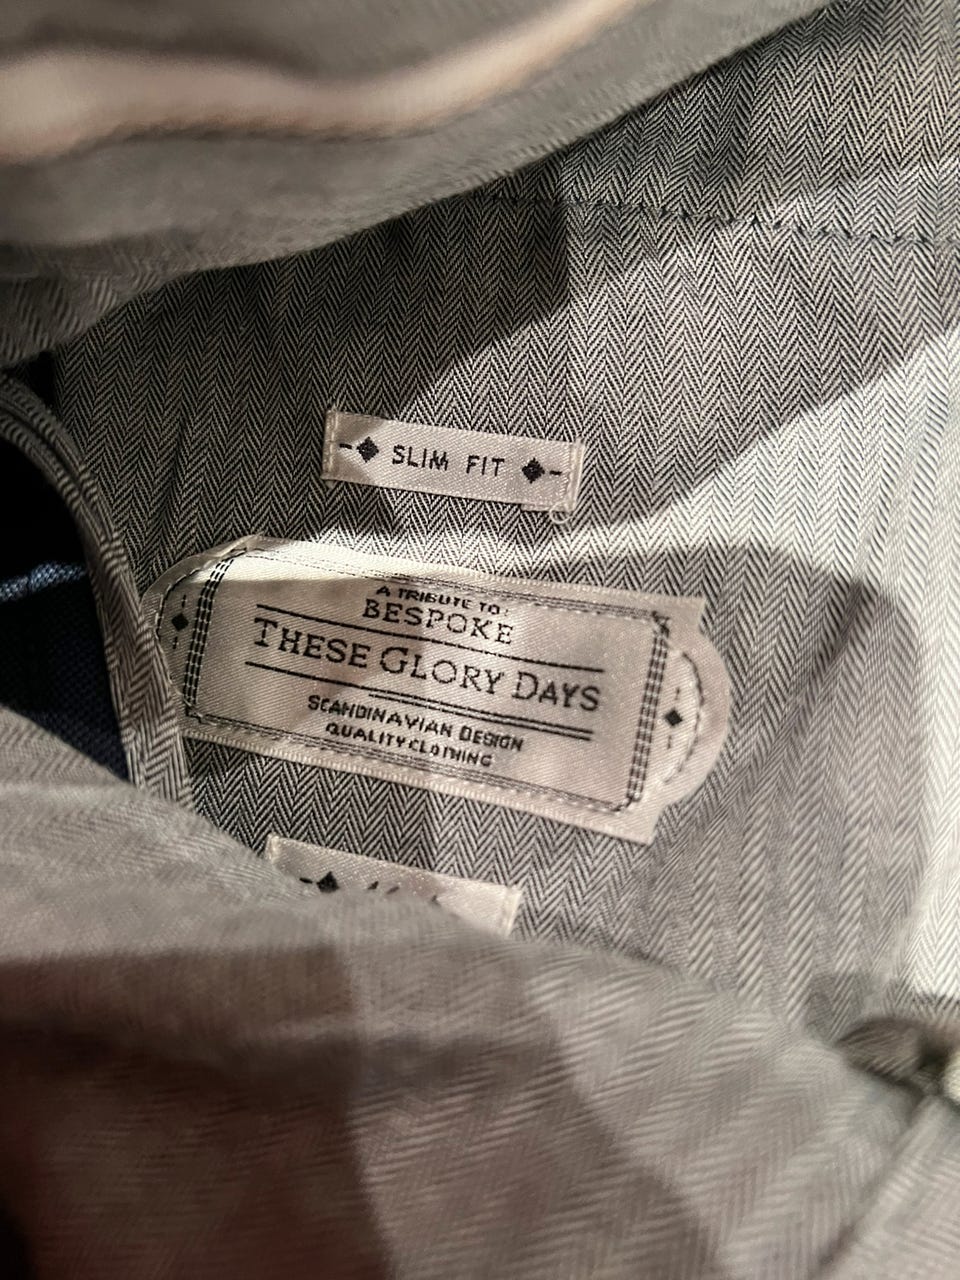 SLIM FIT
A TRIBUTE TO:
BESPOKE
THESE GLORY DAYS
SCANDINAVIAN DESIGN
QUALITY CLOTHING